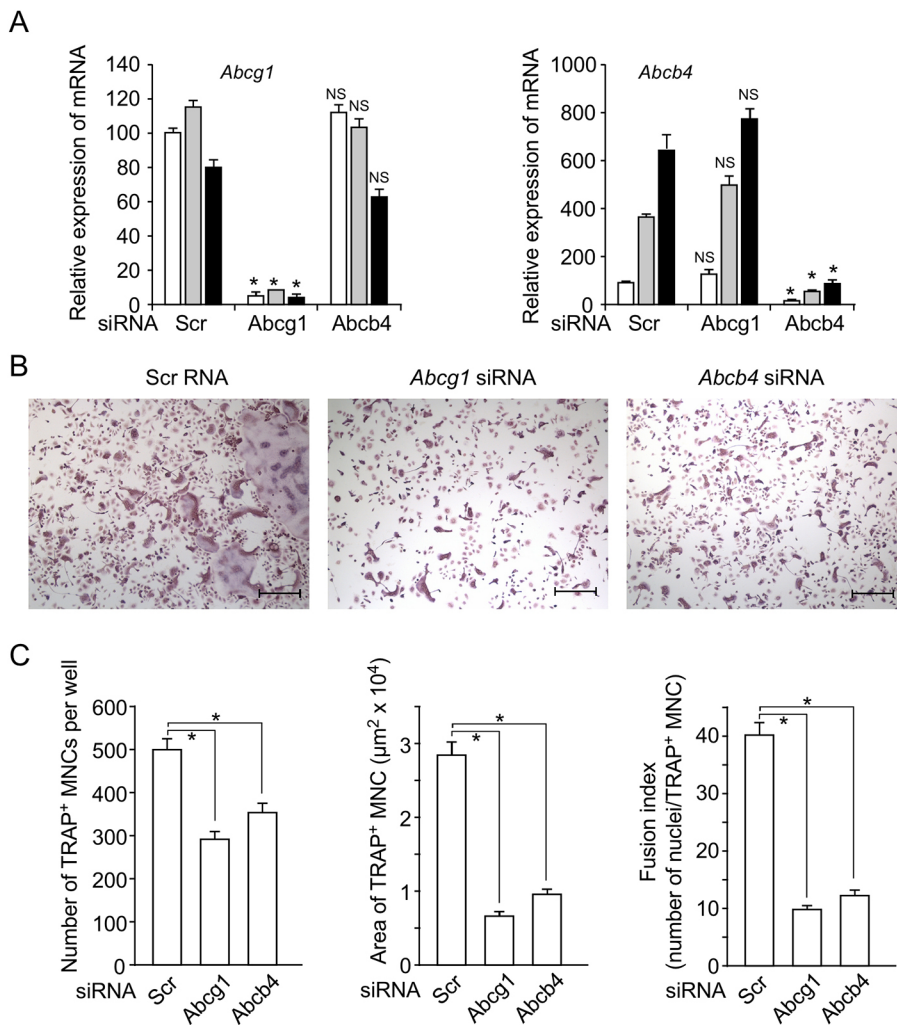 A
Relative expression of mRNA
140
120
100
80
60
40
20
0
Abcg1
NS
NS
NS
* * *
siRNA Scr Abcg1 Abcb4
Relative expression of mRNA
1000
800
600
400
200
0
Abcb4
NS
NS
NS
* * *
siRNA Scr Abcg1 Abcb4
B
Scr RNA
Abcg1 siRNA
Abcb4 siRNA
C
Number of TRAP+ MNCs per well
600
500
400
300
300
100
0
*
*
siRNA Scr Abcg1 Abcb4
Area of TRAP+ MNC (µm2 x 104)
3
2
1
0
*
*
siRNA Scr Abcg1 Abcb4
Fusion index
(number of nuclei/TRAP+ MNC)
40
30
20
10
0
*
*
siRNA Scr Abcg1 Abcb4